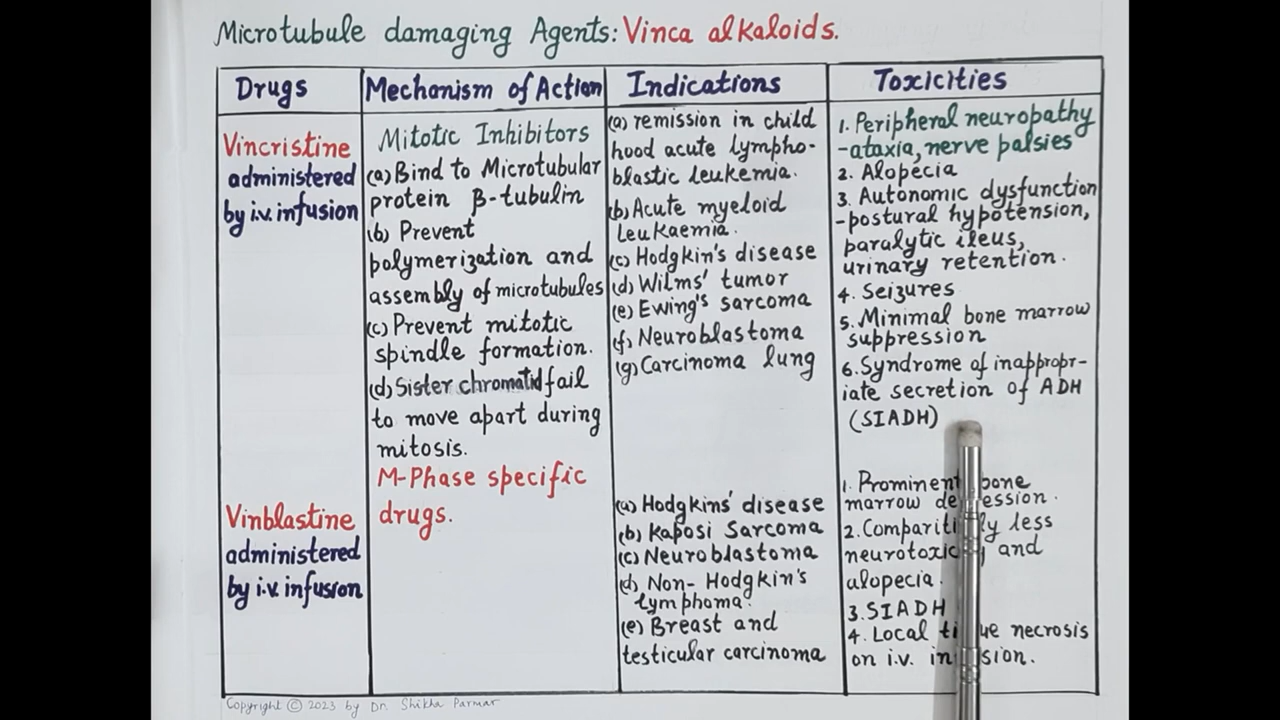 Microtubule damaging Agents: Vinca alkaloids.
Drugs
Mechanism of Action
Indications
Toxicities
Vincristine
administered
by i.v. infusion
Mitotic Inhibitors
(a) Bind to Microtubular
protein β-tubulin
(b) Prevent
polymerization and
assembly of microtubules
(c) Prevent mitotic
spindle formation.
(d) Sister chromatid fail
to move apart during
mitosis.
M-Phase specific
drugs.
(a) remission in child
hood acute lympho-
blastic leukemia.
(b) Acute myeloid
Leukaemia.
(c) Hodgkin's disease
(d) Wilms' tumor
(e) Ewing's sarcoma
(f) Neuroblastoma
(g) Carcinoma lung
1. Peripheral neuropathy
-ataxia, nerve palsies
2. Alopecia
3. Autonomic dysfunction
-postural hypotension,
paralytic ileus,
urinary retention.
4. Seizures
5. Minimal bone marrow
suppression
6. Syndrome of inappropr-
iate secretion of ADH
(SIADH)
Vinblastine
administered
by i.v. infusion
(a) Hodgkins' disease
(b) Kaposi Sarcoma
(c) Neuroblastoma
(d) Non-Hodgkin's
lymphoma.
(e) Breast and
testicular carcinoma
1. Prominent bone
marrow
2. less
and
alopecia.
3. SIADH
4. Local necrosis
on i.v.
Copyright © 2023 by Dr. Shikha Parmar